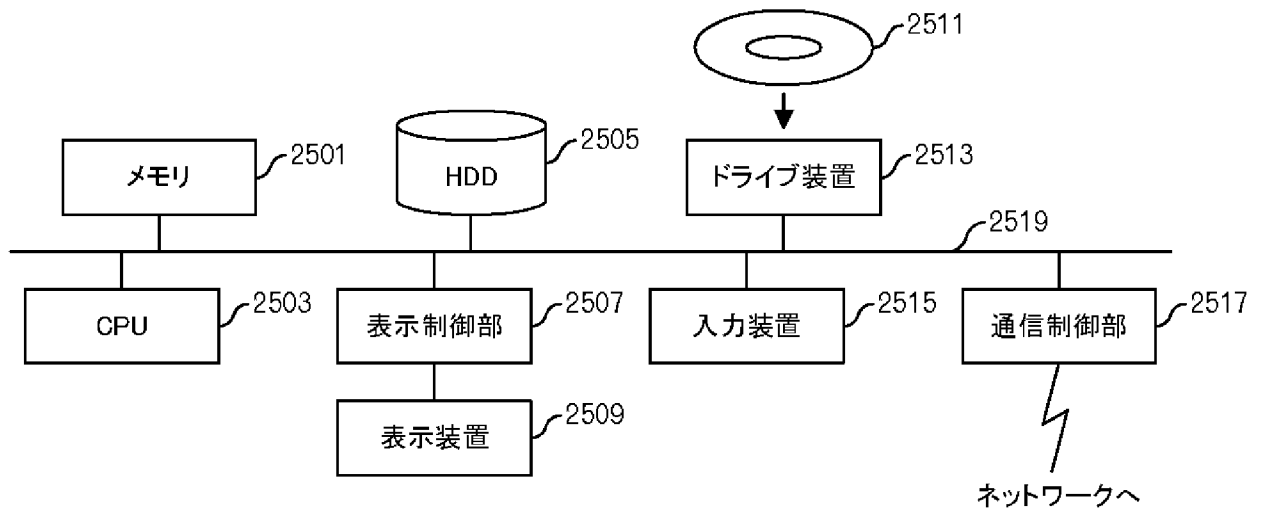 2511
メモリ
2501
HDD
2505
ドライブ装置
2513
2519
CPU
2503
表示制御部
2507
入力装置
2515
通信制御部
2517
表示装置
2509
ネットワークへ